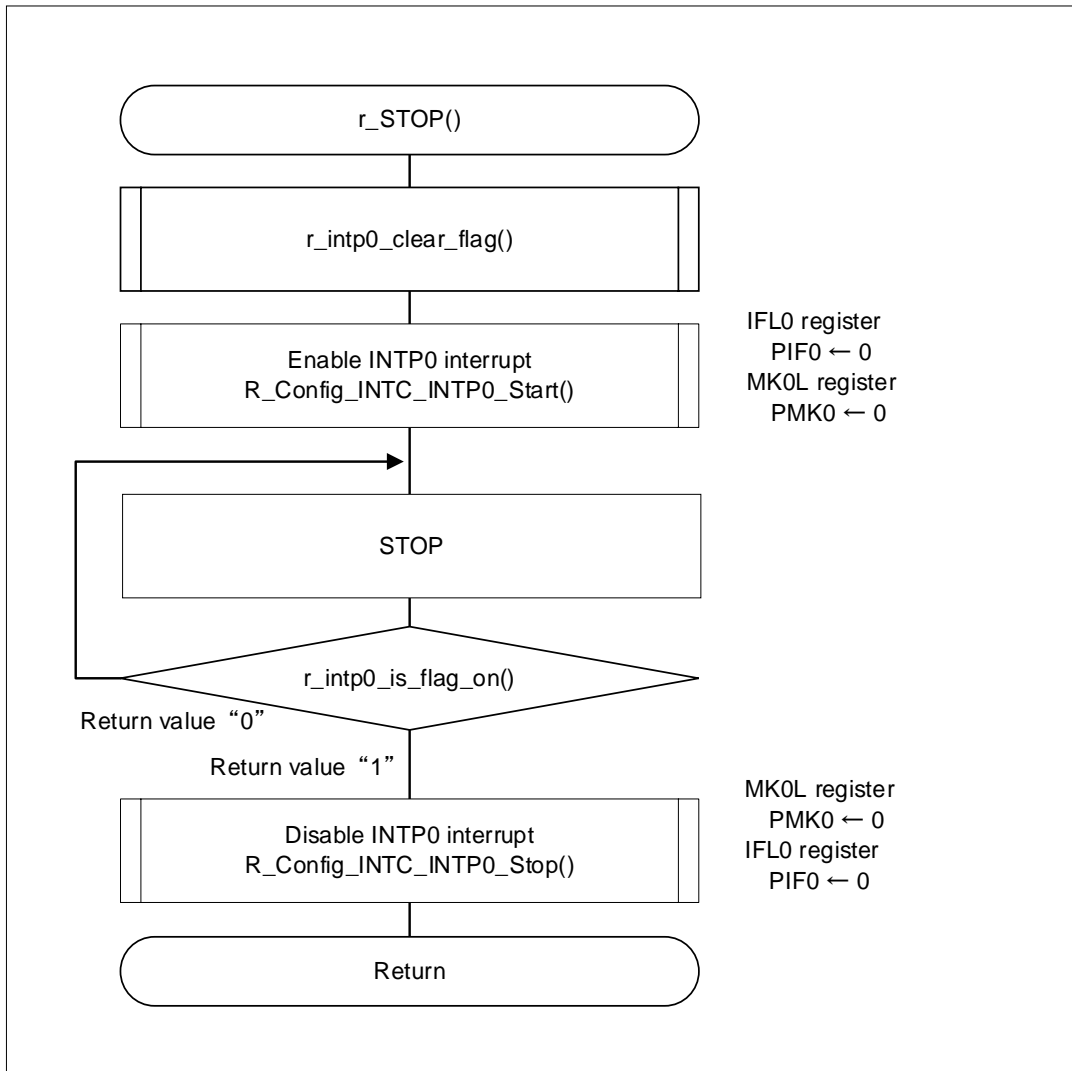 r_STOP()
r_intp0_clear_flag()
Enable INTP0 interrupt
R_Config_INTC_INTP0_Start()
IFL0 register
PIF0 ← 0
MK0L register
PMK0 ← 0
STOP
r_intp0_is_flag_on()
Return value “0”
Return value “1”
Disable INTP0 interrupt
R_Config_INTC_INTP0_Stop()
MK0L register
PMK0 ← 0
IFL0 register
PIF0 ← 0
Return